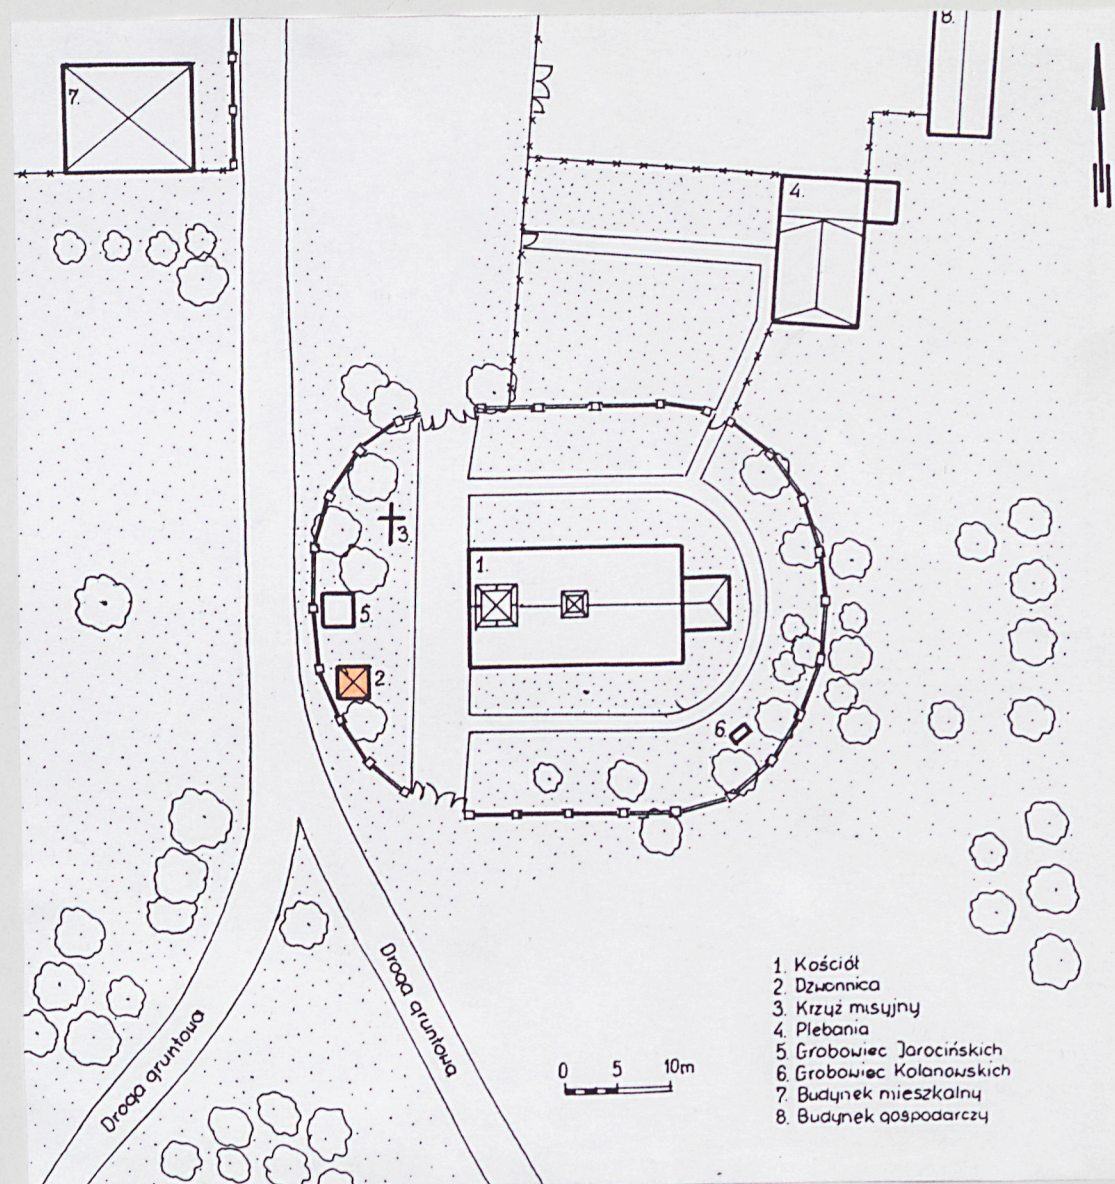 8.
7.
4.
3.
1.
5.
2
6.
Droga gruntowa
Droga gruntowa
0 5 10m
1. Kościół
2. Dzwonnica
3. Krzyż misyjny
4. Plebania
5. Grobowiec Jarocińskich
6. Grobowiec Kolanowskich
7. Budynek mieszkalny
8. Budynek gospodarczy